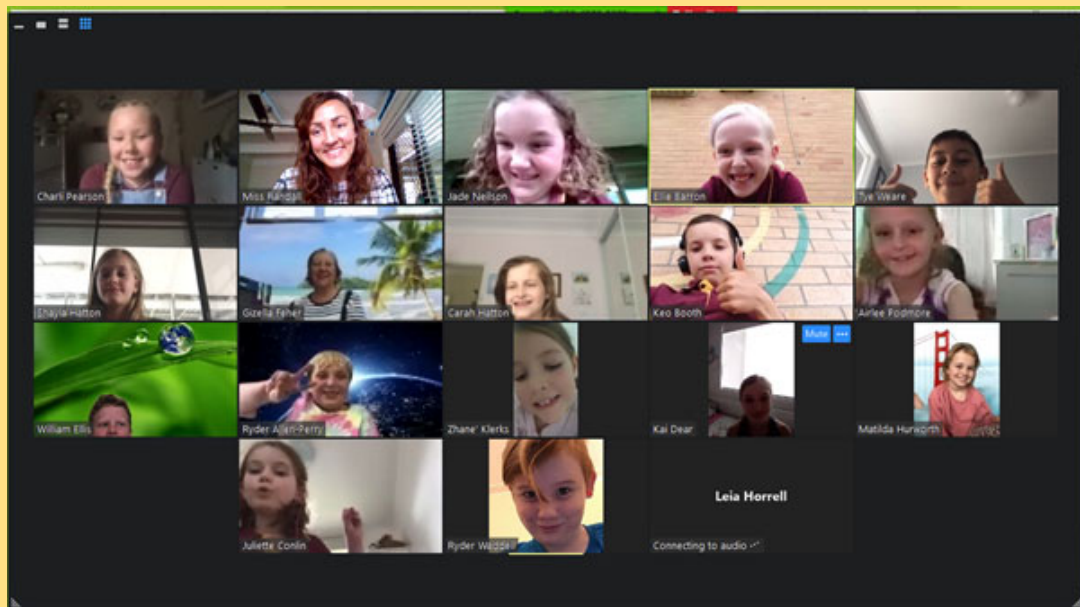 Charli Pearson
Miss Randall
Jade Neilson
Ellie Barron
Tye Weare
Shayla Hatton
Gizella Feher
Carah Hatton
Keo Booth
Airlee Podmore
William Ellis
Ryder Allen-Perry
Zhane' Klerks
Mute
Kai Dear
Matilda Hurworth
Juliette Conlin
Ryder Waddell
Leia Horrell
Connecting to audio